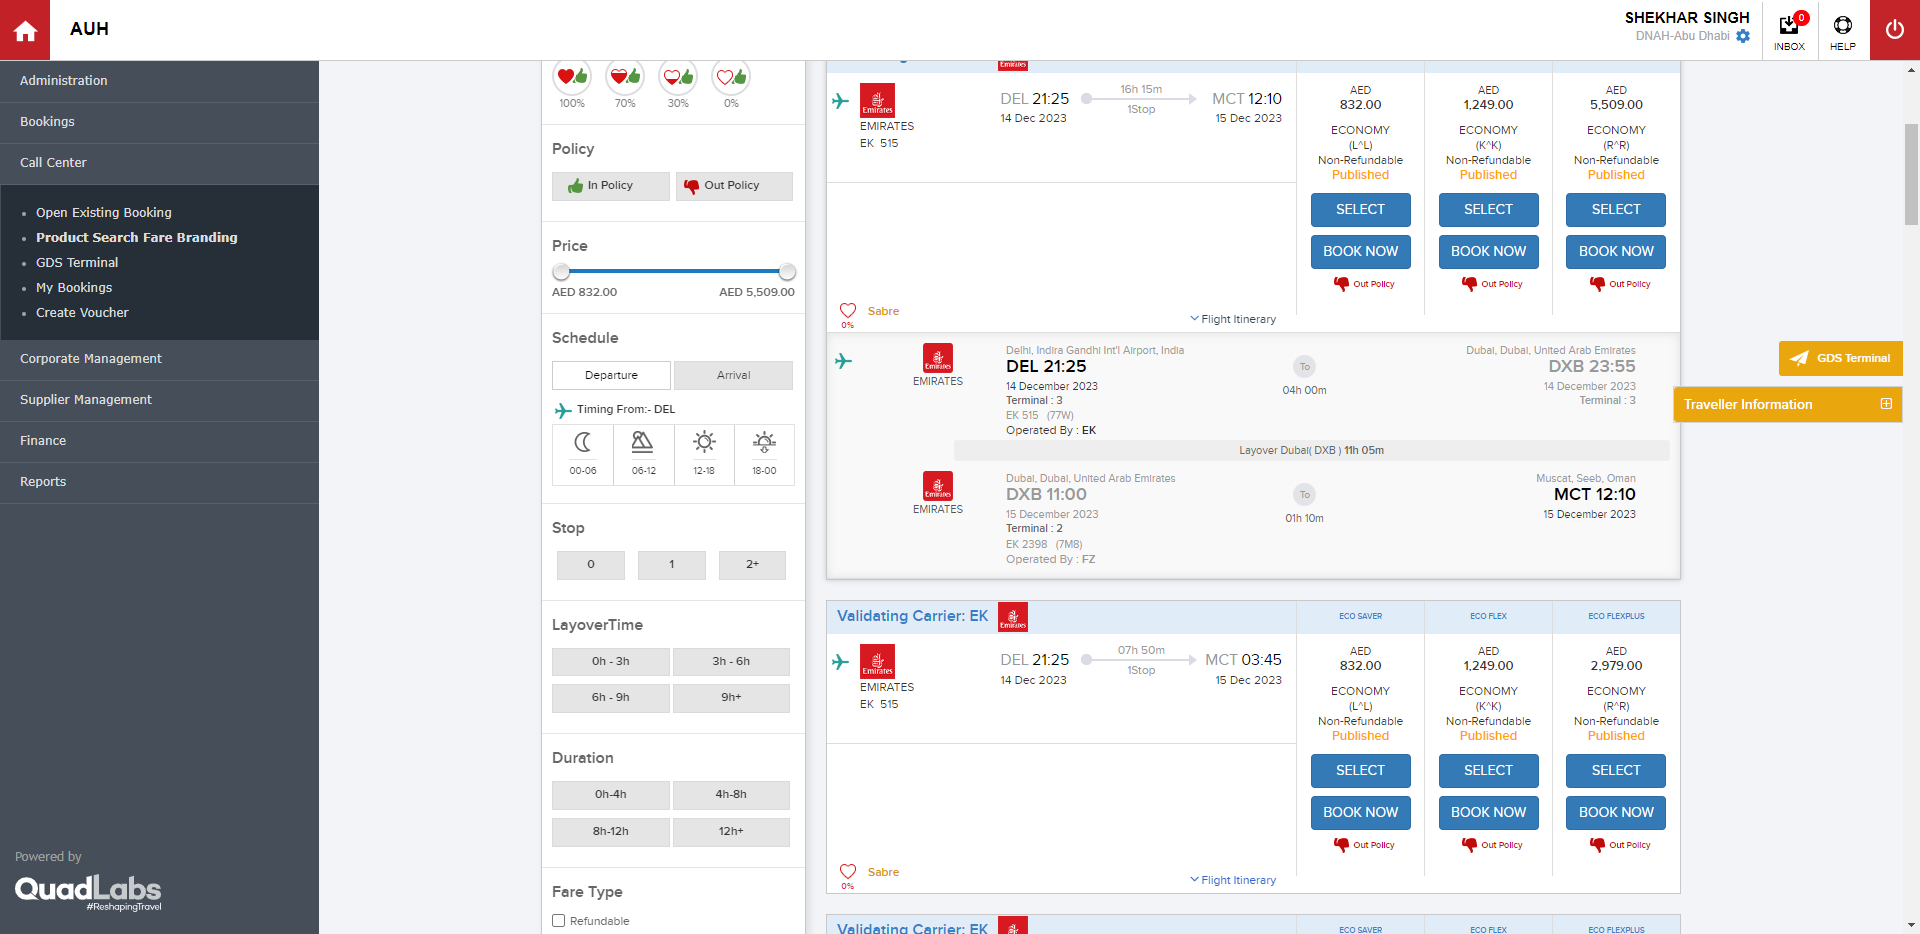 AUH
SHEKHAR SINGH
DNAH-Abu Dhabi
0
INBOX
HELP
Administration
Bookings
Call Center
Open Existing Booking
Product Search Fare Branding
GDS Terminal
My Bookings
Create Voucher
Corporate Management
Supplier Management
Finance
Reports
Powered by
QuadLabs
#ReshapingTravel
100% 70% 30% 0%
Policy
In Policy Out Policy
Price
AED 832.00 AED 5,509.00
Schedule
Departure Arrival
Timing From:- DEL
00-06 06-12 12-18 18-00
Stop
0 1 2+
LayoverTime
0h - 3h 3h - 6h
6h - 9h 9h+
Duration
0h-4h 4h-8h
8h-12h 12h+
Fare Type
Refundable
Emirates
EMIRATES
EK 515
DEL 21:25
14 Dec 2023
16h 15m
1Stop
MCT 12:10
15 Dec 2023
AED
832.00
ECONOMY
(L^L)
Non-Refundable
Published
SELECT
BOOK NOW
Out Policy
AED
1,249.00
ECONOMY
(K^K)
Non-Refundable
Published
SELECT
BOOK NOW
Out Policy
AED
5,509.00
ECONOMY
(R^R)
Non-Refundable
Published
SELECT
BOOK NOW
Out Policy
0%
Sabre
Flight Itinerary
EMIRATES
Delhi, Indira Gandhi Int'l Airport, India
DEL 21:25
14 December 2023
Terminal : 3
EK 515 (77W)
Operated By : EK
To
04h 00m
Dubai, Dubai, United Arab Emirates
DXB 23:55
14 December 2023
Terminal : 3
Layover Dubai( DXB ) 11h 05m
EMIRATES
Dubai, Dubai, United Arab Emirates
DXB 11:00
15 December 2023
Terminal : 2
EK 2398 (7M8)
Operated By : FZ
To
01h 10m
Muscat, Seeb, Oman
MCT 12:10
15 December 2023
Validating Carrier: EK
Emirates
ECO SAVER ECO FLEX ECO FLEXPLUS
Emirates
EMIRATES
EK 515
DEL 21:25
14 Dec 2023
07h 50m
1Stop
MCT 03:45
15 Dec 2023
AED
832.00
ECONOMY
(L^L)
Non-Refundable
Published
SELECT
BOOK NOW
Out Policy
AED
1,249.00
ECONOMY
(K^K)
Non-Refundable
Published
SELECT
BOOK NOW
Out Policy
AED
2,979.00
ECONOMY
(R^R)
Non-Refundable
Published
SELECT
BOOK NOW
Out Policy
0%
Sabre
Flight Itinerary
Validating Carrier: EK
ECO SAVER ECO FLEX ECO FLEXPLUS
GDS Terminal
Traveller Information